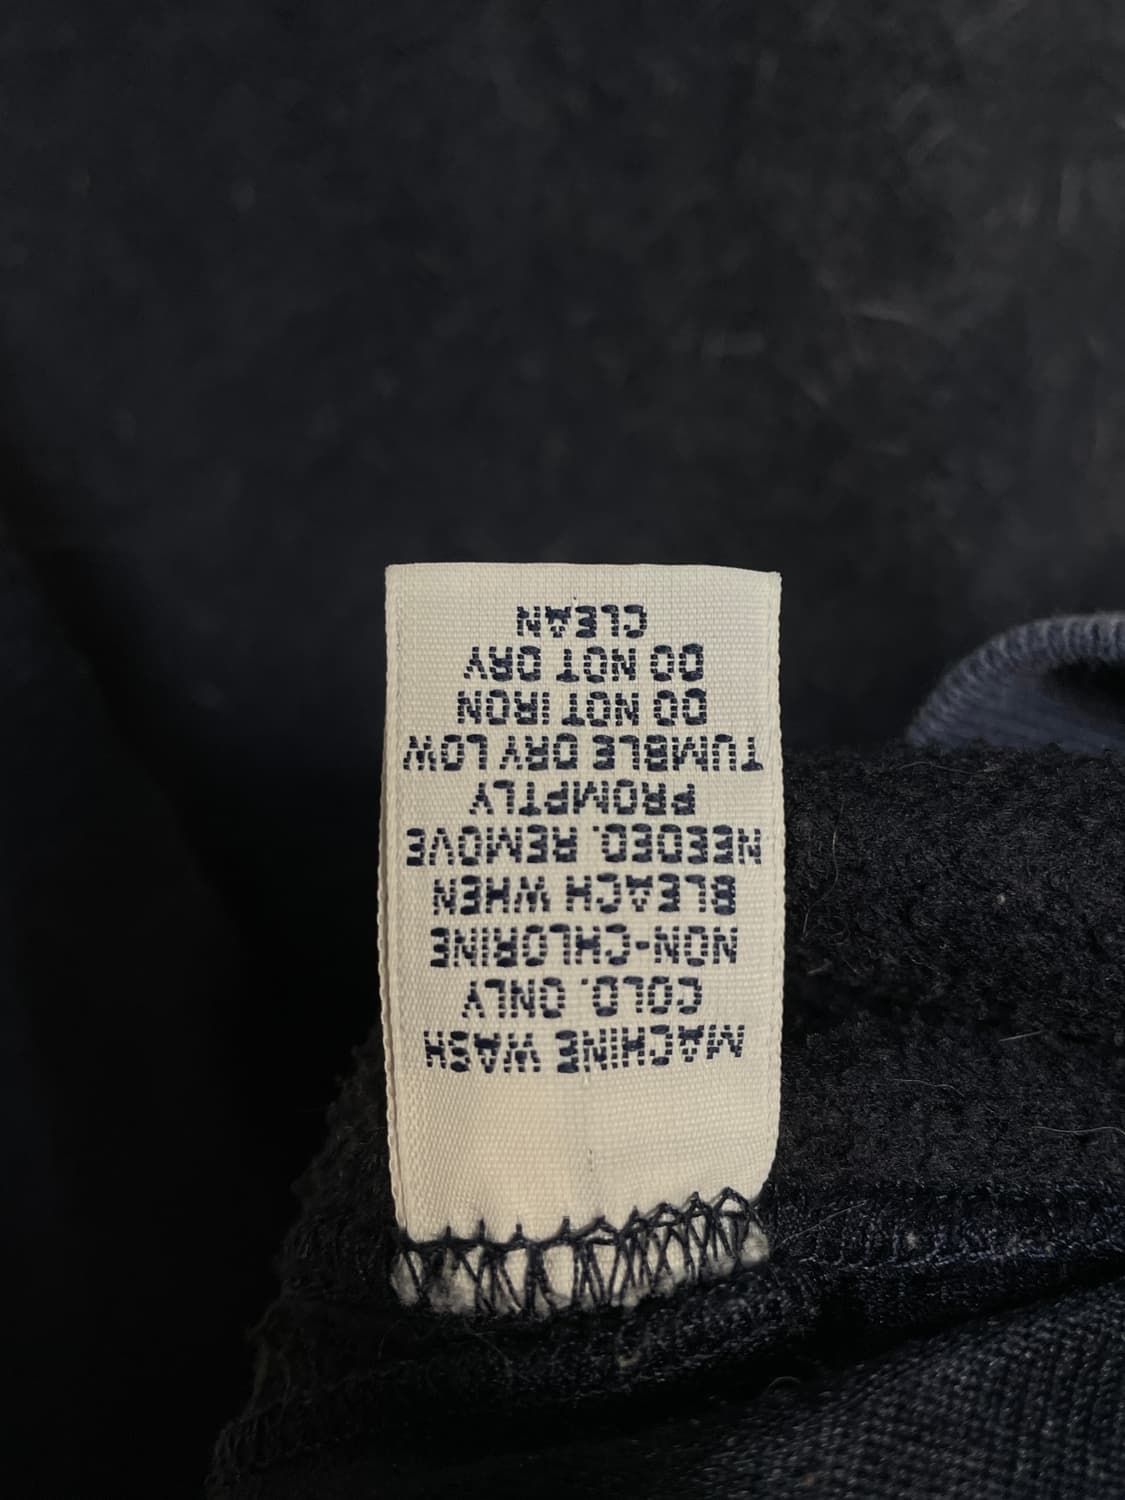 MACHINE WASH
COLD. ONLY
NON-CHLORINE
BLEACH WHEN
NEEDED. REMOVE
PROMPTLY
TUMBLE DRY LOW
DO NOT IRON
DO NOT DRY
CLEAN